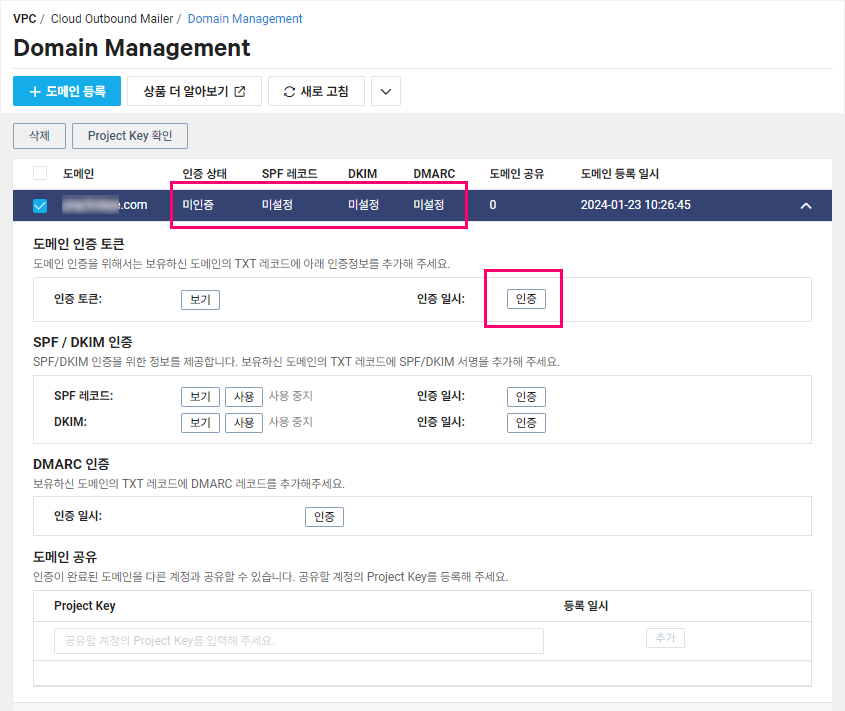 VPC / Cloud Outbound Mailer / Domain Management
Domain Management
+ 도메인 등록 상품 더 알아보기 새로 고침
삭제 Project Key 확인
도메인 인증 상태 SPF 레코드 DKIM DMARC 도메인 공유 도메인 등록 일시
.com 미인증 미설정 미설정 미설정 0 2024-01-23 10:26:45
도메인 인증 토큰
도메인 인증을 위해서는 보유하신 도메인의 TXT 레코드에 아래 인증정보를 추가해 주세요.
인증 토큰: 보기 인증 일시: 인증
SPF / DKIM 인증
SPF/DKIM 인증을 위한 정보를 제공합니다. 보유하신 도메인의 TXT 레코드에 SPF/DKIM 서명을 추가해 주세요.
SPF 레코드: 보기 사용 사용 중지 인증 일시: 인증
DKIM: 보기 사용 사용 중지 인증 일시: 인증
DMARC 인증
보유하신 도메인의 TXT 레코드에 DMARC 레코드를 추가해주세요.
인증 일시: 인증
도메인 공유
인증이 완료된 도메인을 다른 계정과 공유할 수 있습니다. 공유할 계정의 Project Key를 등록해 주세요.
Project Key 등록 일시
공유할 계정의 Project Key를 입력해 주세요. 추가